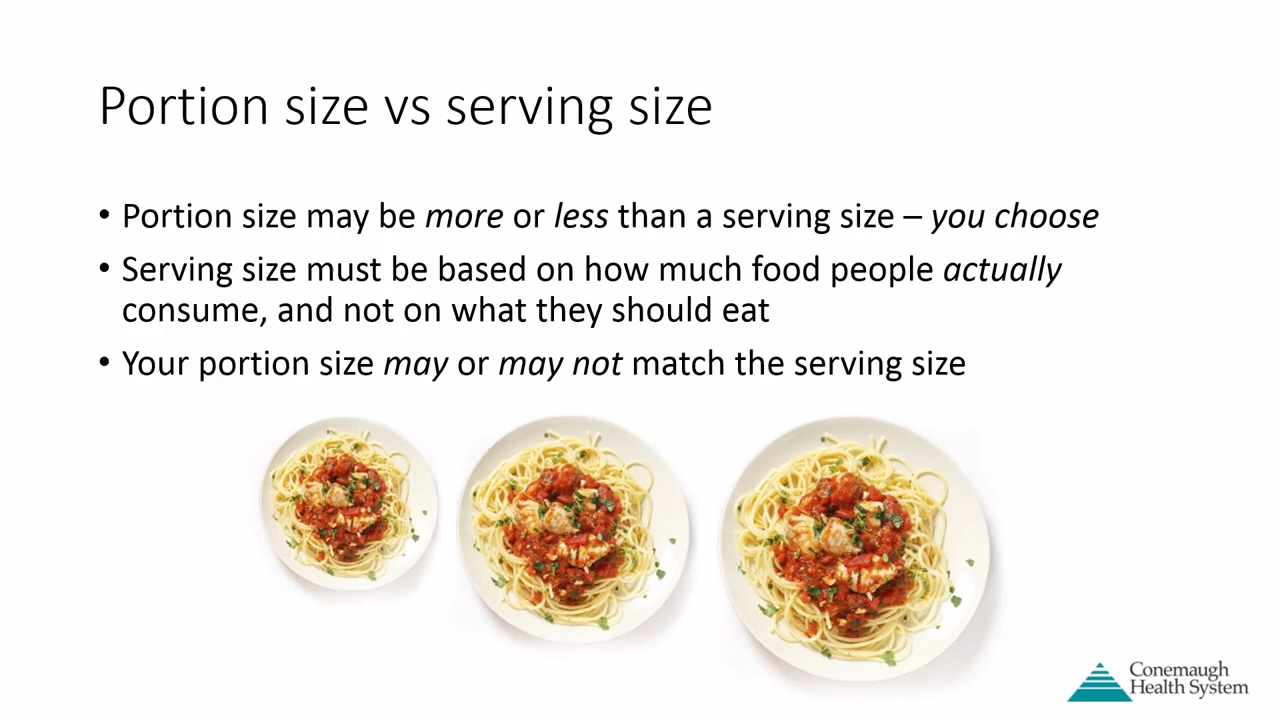 Portion size vs serving size
• Portion size may be more or less than a serving size – you choose
• Serving size must be based on how much food people actually
consume, and not on what they should eat
• Your portion size may or may not match the serving size
Conemaugh
Health System